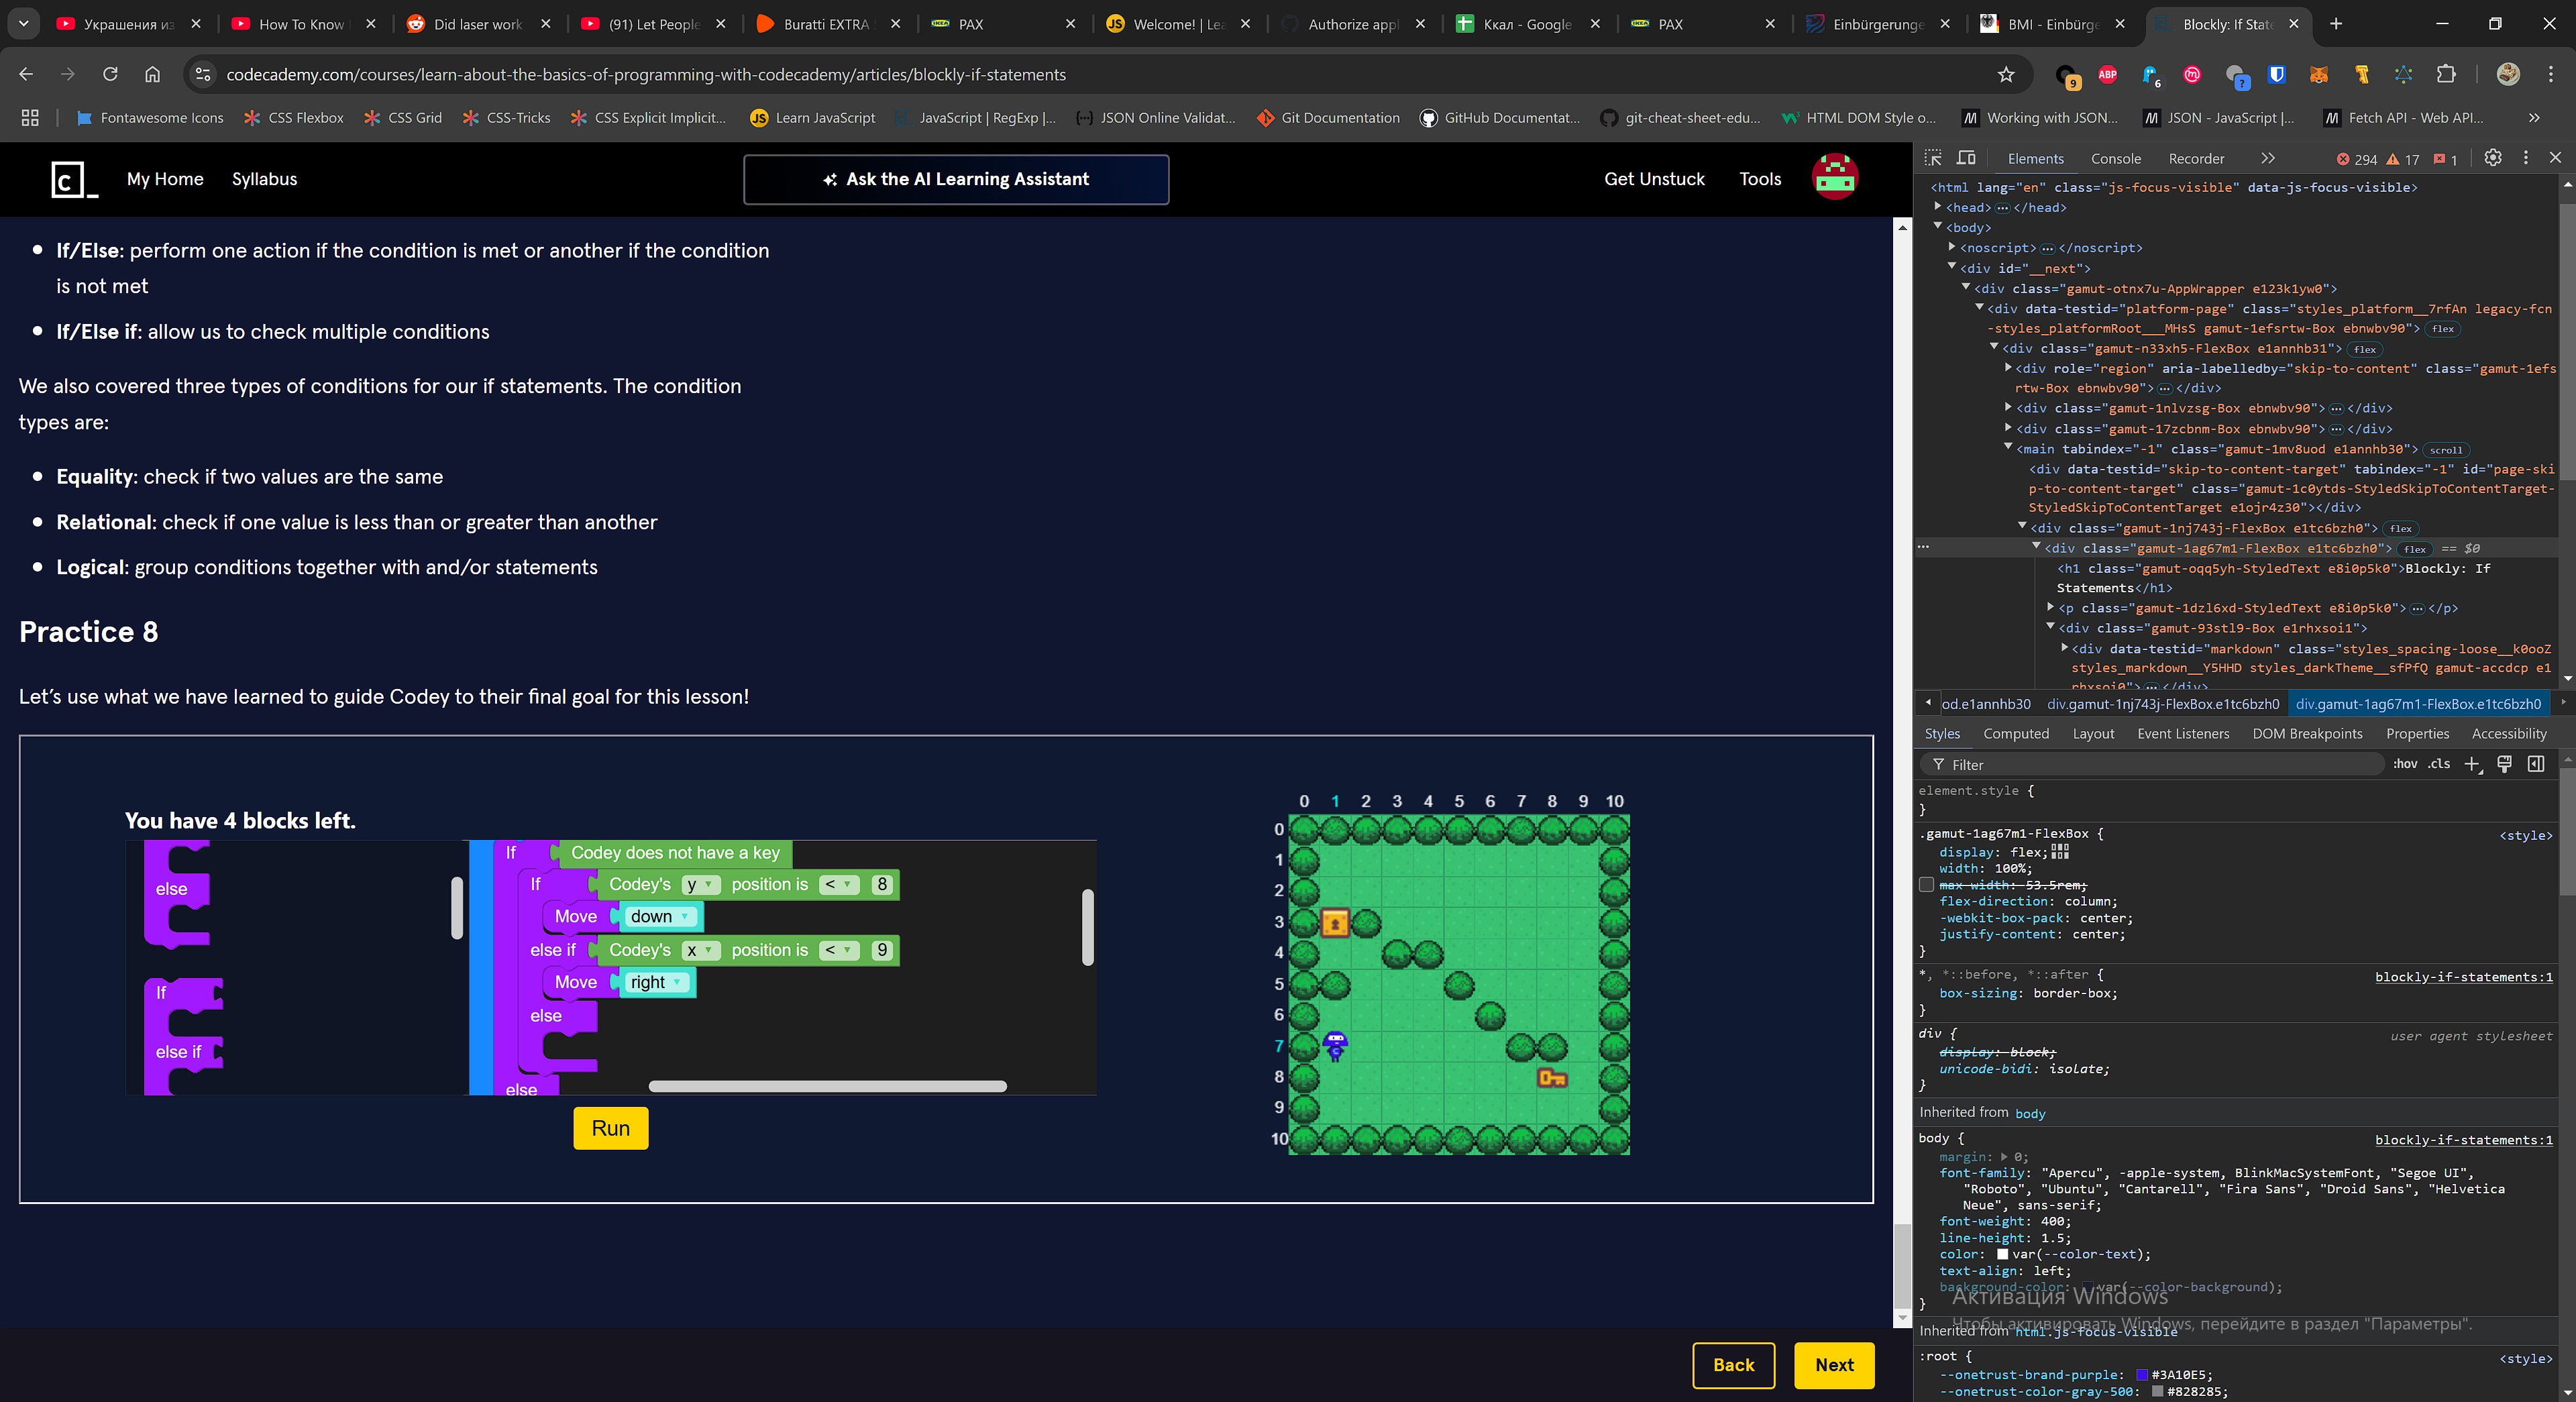 Украшения из
How To Know
Did laser work
(91) Let People
Buratti EXTRA
PAX
Welcome! | Lea
Authorize appl
Ккал - Google
PAX
Einbürgerung
BMI - Einbürge
Blockly: If State
codecademy.com/courses/learn-about-the-basics-of-programming-with-codecademy/articles/blockly-if-statements
ABP 9 6 ?
Fontawesome Icons
CSS Flexbox
CSS Grid
CSS-Tricks
CSS Explicit Implicit...
Learn JavaScript
JavaScript | RegExp |...
JSON Online Validat...
Git Documentation
GitHub Documentat...
git-cheat-sheet-edu...
HTML DOM Style o...
Working with JSON...
JSON - JavaScript |...
Fetch API - Web API...
My Home
Syllabus
Ask the AI Learning Assistant
Get Unstuck
Tools
If/Else: perform one action if the condition is met or another if the condition
is not met
If/Else if: allow us to check multiple conditions
We also covered three types of conditions for our if statements. The condition
types are:
Equality: check if two values are the same
Relational: check if one value is less than or greater than another
Logical: group conditions together with and/or statements
Practice 8
Let's use what we have learned to guide Codey to their final goal for this lesson!
You have 4 blocks left.
else
If
else if
If Codey does not have a key
If Codey's y position is < 8
Move down
else if Codey's x position is < 9
Move right
else
else
Run
0 1 2 3 4 5 6 7 8 9 10
0
1
2
3
4
5
6
7
8
9
10
Back
Next
Elements Console Recorder 294 17 1
<html lang="en" class="js-focus-visible" data-js-focus-visible>
<head> ⋯ </head>
<body>
<noscript> ⋯ </noscript>
<div id="__next">
<div class="gamut-otnx7u-AppWrapper e123k1yw0">
<div data-testid="platform-page" class="styles_platform__7rfAn legacy-fcn
-styles_platformRoot___MHsS gamut-1efsrtw-Box ebnwbv90"> flex
<div class="gamut-n33xh5-FlexBox e1annhb31"> flex
<div role="region" aria-labelledby="skip-to-content" class="gamut-1efs
rtw-Box ebnwbv90"> ⋯ </div>
<div class="gamut-1nlvzsg-Box ebnwbv90"> ⋯ </div>
<div class="gamut-17zcbnm-Box ebnwbv90"> ⋯ </div>
<main tabindex="-1" class="gamut-1mv8uod e1annhb30"> scroll
<div data-testid="skip-to-content-target" tabindex="-1" id="page-ski
p-to-content-target" class="gamut-1c0ytds-StyledSkipToContentTarget-
StyledSkipToContentTarget e1ojr4z30"></div>
<div class="gamut-1nj743j-FlexBox e1tc6bzh0"> flex
<div class="gamut-1ag67m1-FlexBox e1tc6bzh0"> flex == $0
<h1 class="gamut-oqq5yh-StyledText e8i0p5k0">Blockly: If
Statements</h1>
<p class="gamut-1dzl6xd-StyledText e8i0p5k0"> ⋯ </p>
<div class="gamut-93stl9-Box e1rhxsoi1">
<div data-testid="markdown" class="styles_spacing-loose__k0ooZ
styles_markdown__Y5HHD styles_darkTheme__sfPfQ gamut-accdcp e1
rhxsoi0"> ⋯ </div>
od.e1annhb30 div.gamut-1nj743j-FlexBox.e1tc6bzh0 div.gamut-1ag67m1-FlexBox.e1tc6bzh0
Styles Computed Layout Event Listeners DOM Breakpoints Properties Accessibility
Filter :hov .cls
element.style {
}
.gamut-1ag67m1-FlexBox { <style>
display: flex;
width: 100%;
max-width: 53.5rem;
flex-direction: column;
-webkit-box-pack: center;
justify-content: center;
}
*, *::before, *::after { blockly-if-statements:1
box-sizing: border-box;
}
div { user agent stylesheet
display: block;
unicode-bidi: isolate;
}
Inherited from body
body { blockly-if-statements:1
margin: 0;
font-family: "Apercu", -apple-system, BlinkMacSystemFont, "Segoe UI",
"Roboto", "Ubuntu", "Cantarell", "Fira Sans", "Droid Sans", "Helvetica
Neue", sans-serif;
font-weight: 400;
line-height: 1.5;
color: var(--color-text);
text-align: left;
background-color: var(--color-background);
}
Активация Windows
Чтобы активировать Windows, перейдите в раздел "Параметры".
Inherited from html.js-focus-visible
:root { <style>
--onetrust-brand-purple: #3A10E5;
--onetrust-color-gray-500: #828285;